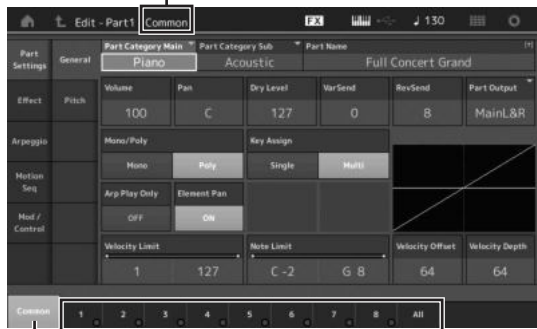 Edit - Part1 Common FX 130
Part Settings General Part Category Main Part Category Sub Part Name
Piano Acoustic Full Concert Grand
Effect Pitch Volume Pan Dry Level VarSend RevSend Part Output
100 C 127 0 8 MainL&R
Arpeggio Mono/Poly Key Assign
Mono Poly Single Multi
Motion Seq
Arp Play Only Element Pan
Mod / Control OFF ON
Velocity Limit Note Limit Velocity Offset Velocity Depth
1 127 C -2 G 8 64 64
Common 1 2 3 4 5 6 7 8 All